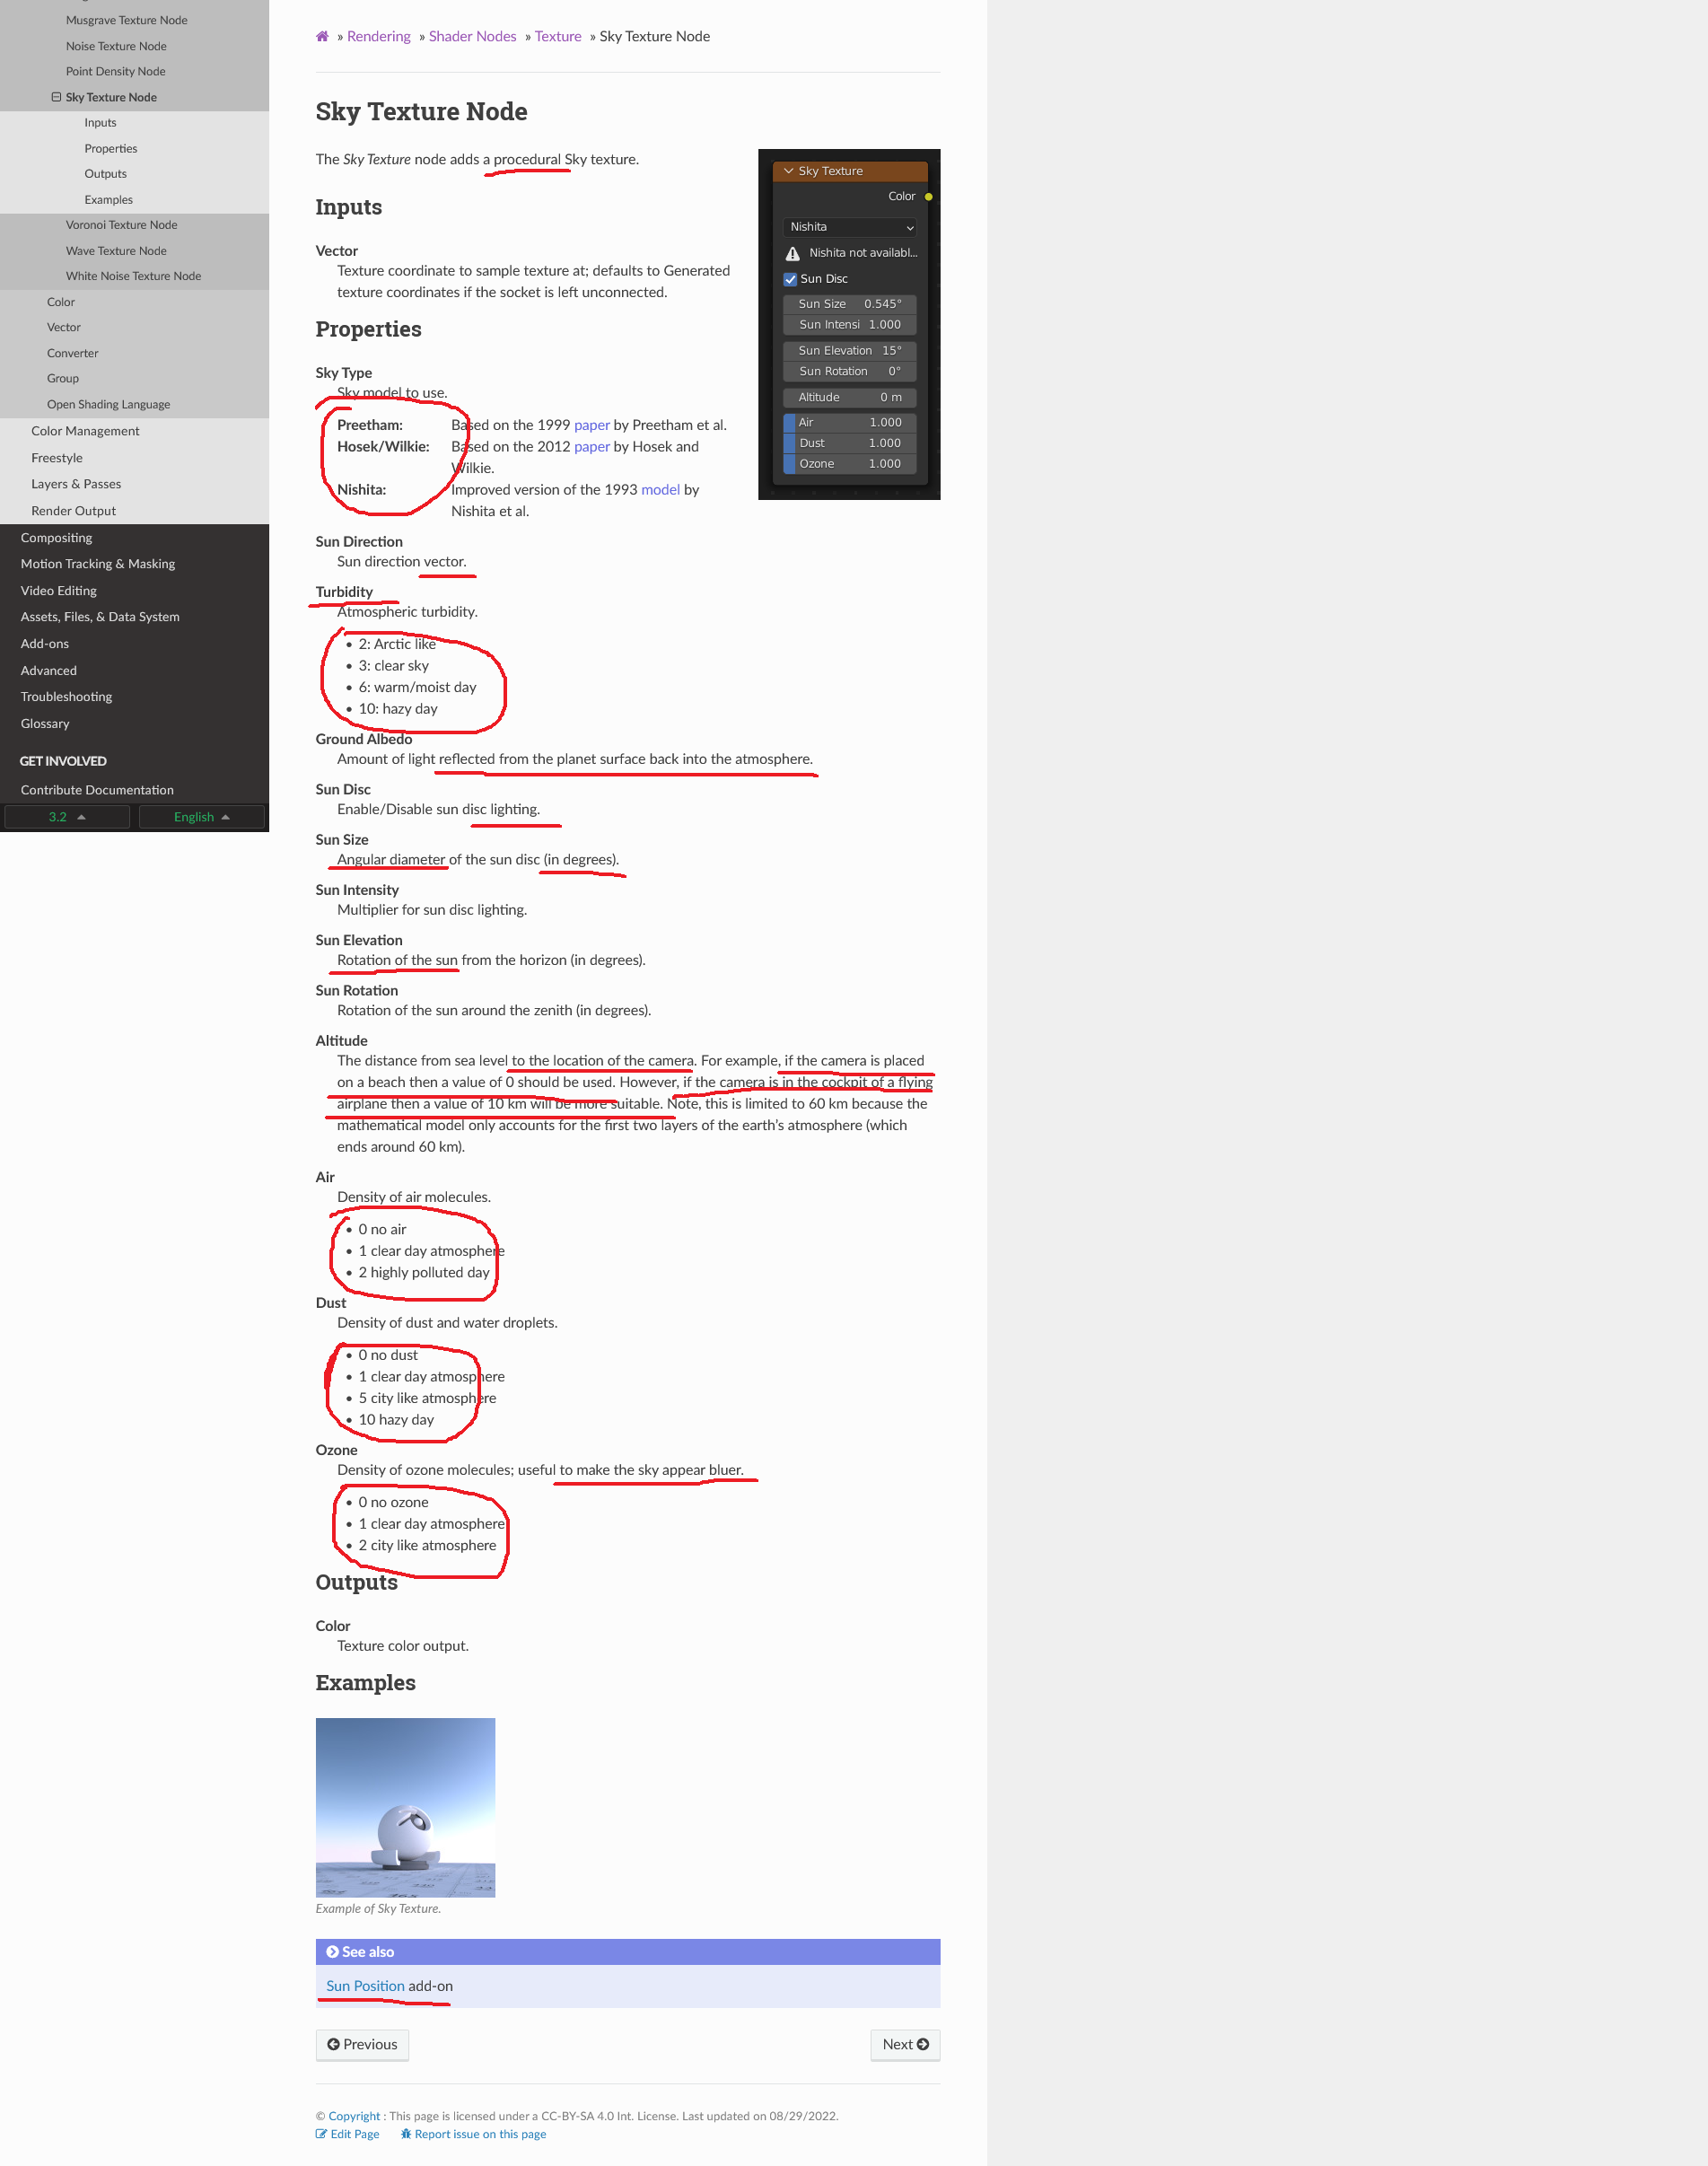 Musgrave Texture Node
Noise Texture Node
Point Density Node
Sky Texture Node
Inputs
Properties
Outputs
Examples
Voronoi Texture Node
Wave Texture Node
White Noise Texture Node
Color
Vector
Converter
Group
Open Shading Language
Color Management
Freestyle
Layers & Passes
Render Output
Compositing
Motion Tracking & Masking
Video Editing
Assets, Files, & Data System
Add-ons
Advanced
Troubleshooting
Glossary
GET INVOLVED
Contribute Documentation
3.2
English
» Rendering » Shader Nodes » Texture » Sky Texture Node
Sky Texture Node
The Sky Texture node adds a procedural Sky texture.
Inputs
Vector
Texture coordinate to sample texture at; defaults to Generated
texture coordinates if the socket is left unconnected.
Properties
Sky Type
Sky model to use.
Preetham: Based on the 1999 paper by Preetham et al.
Hosek/Wilkie: Based on the 2012 paper by Hosek and
Wilkie.
Nishita: Improved version of the 1993 model by
Nishita et al.
Sky Texture
Color
Nishita
Nishita not availabl...
Sun Disc
Sun Size 0.545°
Sun Intensi 1.000
Sun Elevation 15°
Sun Rotation 0°
Altitude 0 m
Air 1.000
Dust 1.000
Ozone 1.000
Sun Direction
Sun direction vector.
Turbidity
Atmospheric turbidity.
• 2: Arctic like
• 3: clear sky
• 6: warm/moist day
• 10: hazy day
Ground Albedo
Amount of light reflected from the planet surface back into the atmosphere.
Sun Disc
Enable/Disable sun disc lighting.
Sun Size
Angular diameter of the sun disc (in degrees).
Sun Intensity
Multiplier for sun disc lighting.
Sun Elevation
Rotation of the sun from the horizon (in degrees).
Sun Rotation
Rotation of the sun around the zenith (in degrees).
Altitude
The distance from sea level to the location of the camera. For example, if the camera is placed
on a beach then a value of 0 should be used. However, if the camera is in the cockpit of a flying
airplane then a value of 10 km will be more suitable. Note, this is limited to 60 km because the
mathematical model only accounts for the first two layers of the earth’s atmosphere (which
ends around 60 km).
Air
Density of air molecules.
• 0 no air
• 1 clear day atmosphere
• 2 highly polluted day
Dust
Density of dust and water droplets.
• 0 no dust
• 1 clear day atmosphere
• 5 city like atmosphere
• 10 hazy day
Ozone
Density of ozone molecules; useful to make the sky appear bluer.
• 0 no ozone
• 1 clear day atmosphere
• 2 city like atmosphere
Outputs
Color
Texture color output.
Examples
Example of Sky Texture.
See also
Sun Position add-on
Previous
Next
© Copyright : This page is licensed under a CC-BY-SA 4.0 Int. License. Last updated on 08/29/2022.
Edit Page Report issue on this page